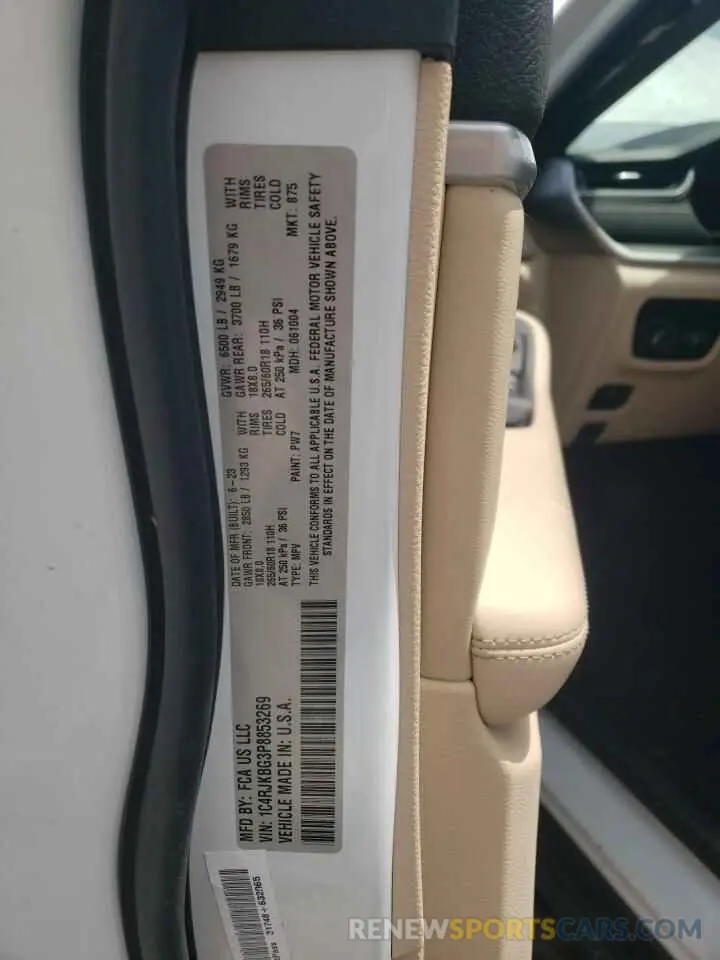 MFD BY: FCA US LLC
VIN: 1C4RJKBG3P8853269
VEHICLE MADE IN: U.S.A.
DATE OF MFR (BUILT): 6-23
GVWR: 6500 LB / 2949 KG
GAWR FRONT: 2850 LB / 1293 KG WITH
GAWR REAR: 3700 LB / 1679 KG WITH
18X8.0 RIMS
18X8.0 RIMS
265/60R18 110H TIRES
265/60R18 110H TIRES
AT 250 kPa / 36 PSI COLD
AT 250 kPa / 36 PSI COLD
TYPE: MPV PAINT: PW7 MDH: 061004 MKT: 875
THIS VEHICLE CONFORMS TO ALL APPLICABLE U.S.A. FEDERAL MOTOR VEHICLE SAFETY
STANDARDS IN EFFECT ON THE DATE OF MANUFACTURE SHOWN ABOVE.
RENEWSPORTSCARS.COM